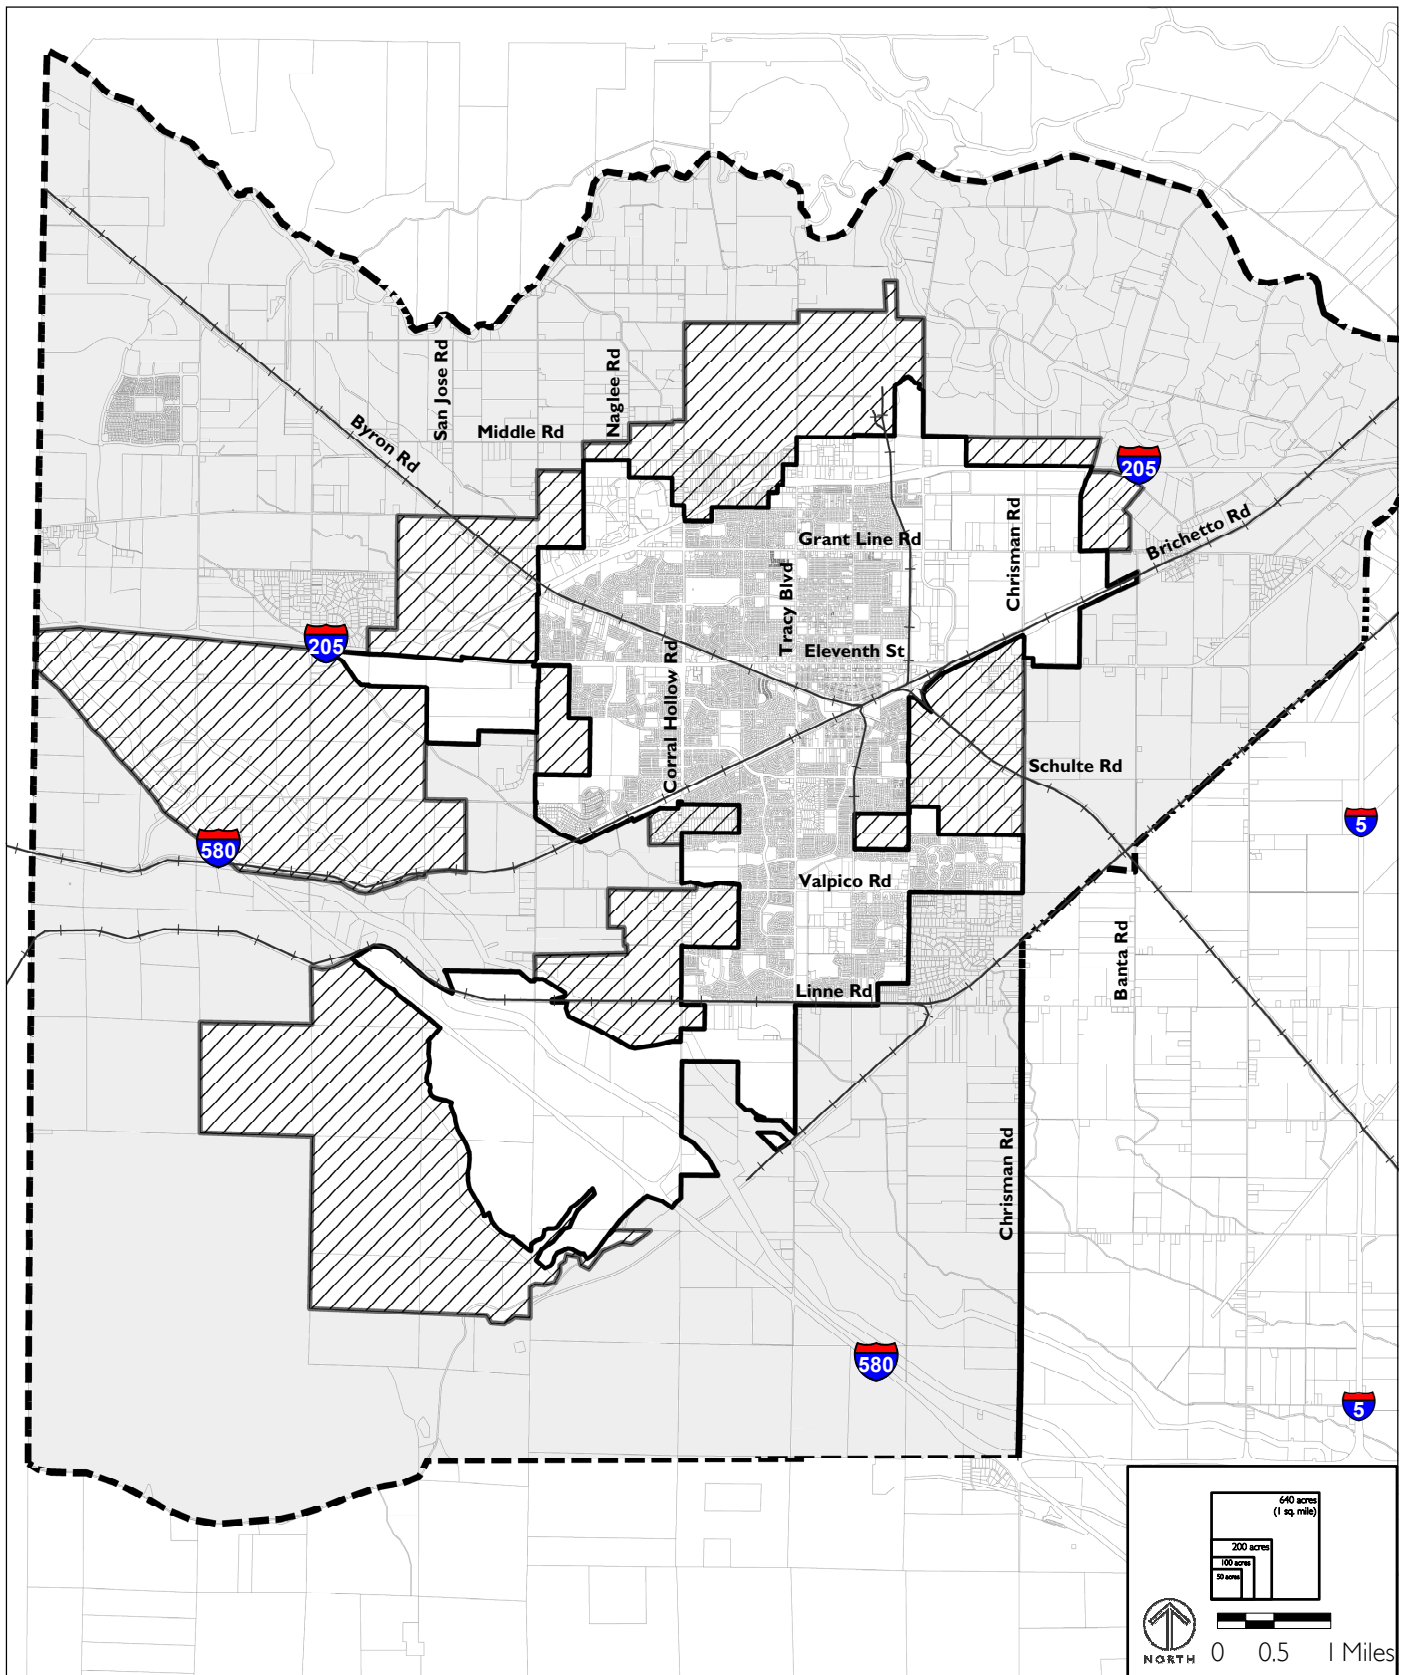 San Jose Rd
Naglee Rd
Middle Rd
Byron Rd
205
Chrisman Rd
Brichetto Rd
Grant Line Rd
Tracy Blvd
205
Eleventh St
Corral Hollow Rd
Schulte Rd
5
580
Valpico Rd
Banta Rd
Linne Rd
Chrisman Rd
580
5
640 acres
(1 sq. mile)
200 acres
100 acres
50 acres
NORTH
0 0.5 1 Miles